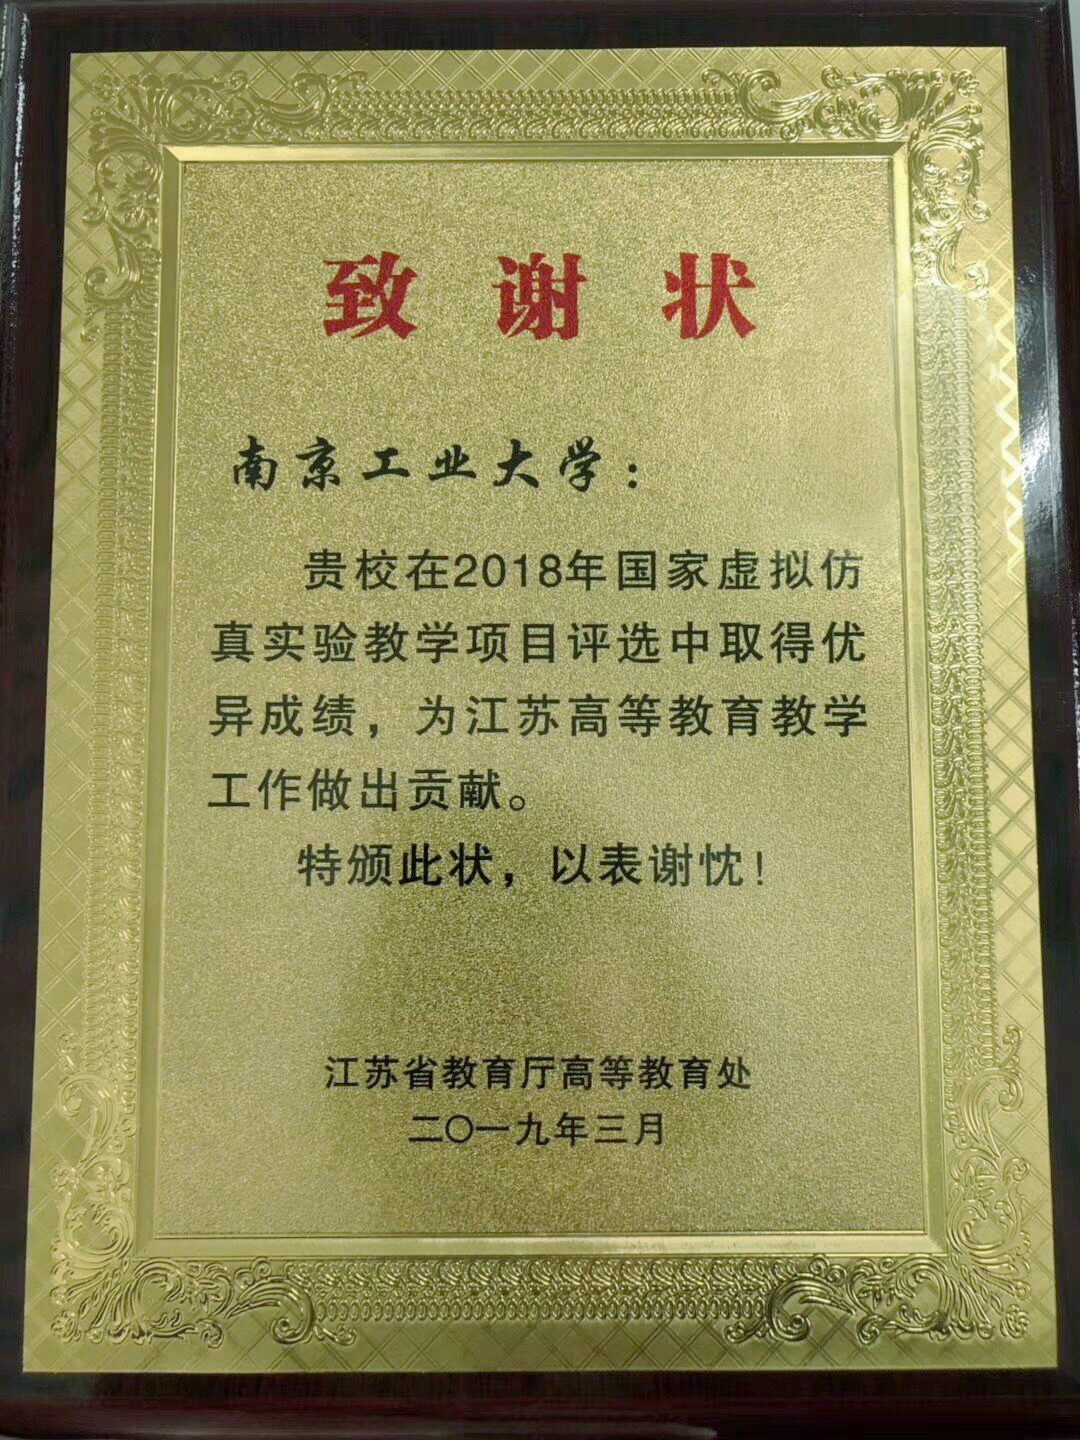 致谢状
南京工业大学：
贵校在2018年国家虚拟仿
真实验教学项目评选中取得优
异成绩，为江苏高等教育教学
工作做出贡献。
特颁此状，以表谢忱！
江苏省教育厅高等教育处
二〇一九年三月